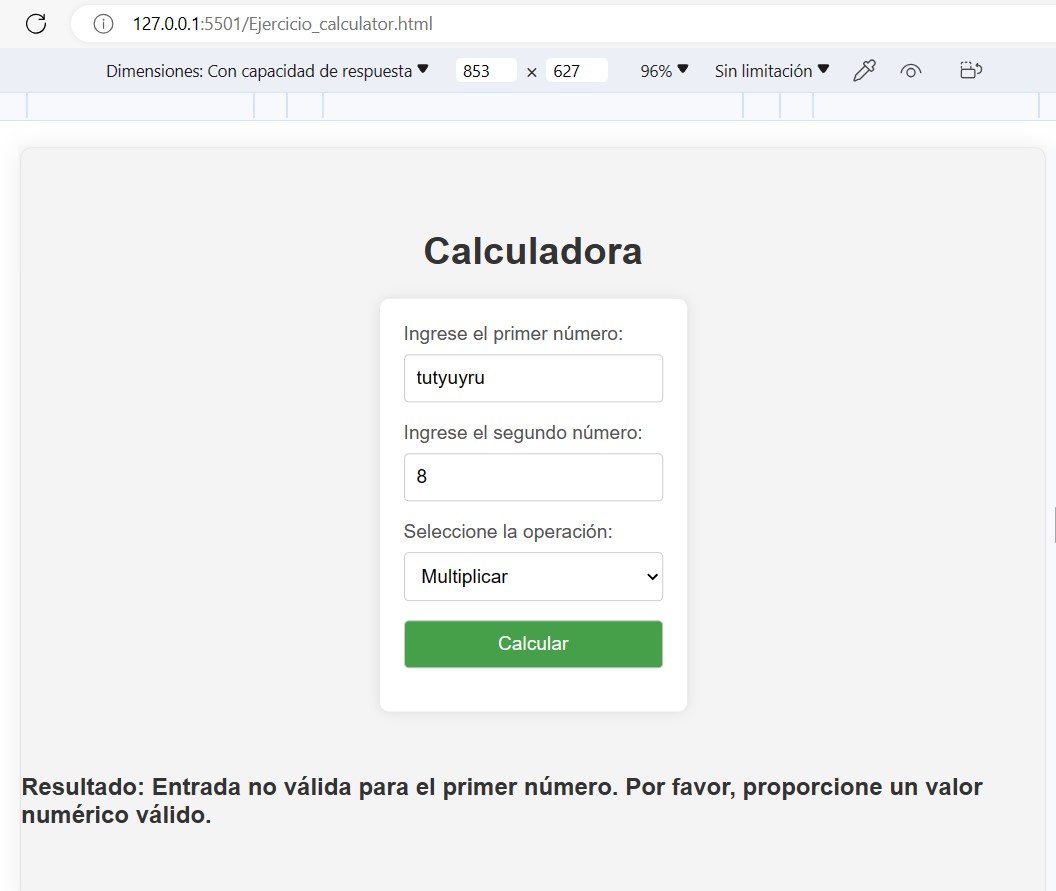 127.0.0.1:5501/Ejercicio_calculator.html
Dimensiones: Con capacidad de respuesta 853 × 627 96% Sin limitación
Calculadora
Ingrese el primer número:
tutyuyru
Ingrese el segundo número:
8
Seleccione la operación:
Multiplicar
Calcular
Resultado: Entrada no válida para el primer número. Por favor, proporcione un valor
numérico válido.